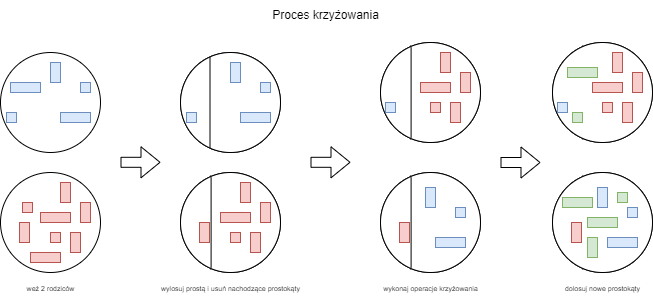 Proces krzyżowania
weź 2 rodziców
wylosuj prostą i usuń nachodzące prostokąty
wykonaj operacje krzyżowania
dolosuj nowe prostokąty